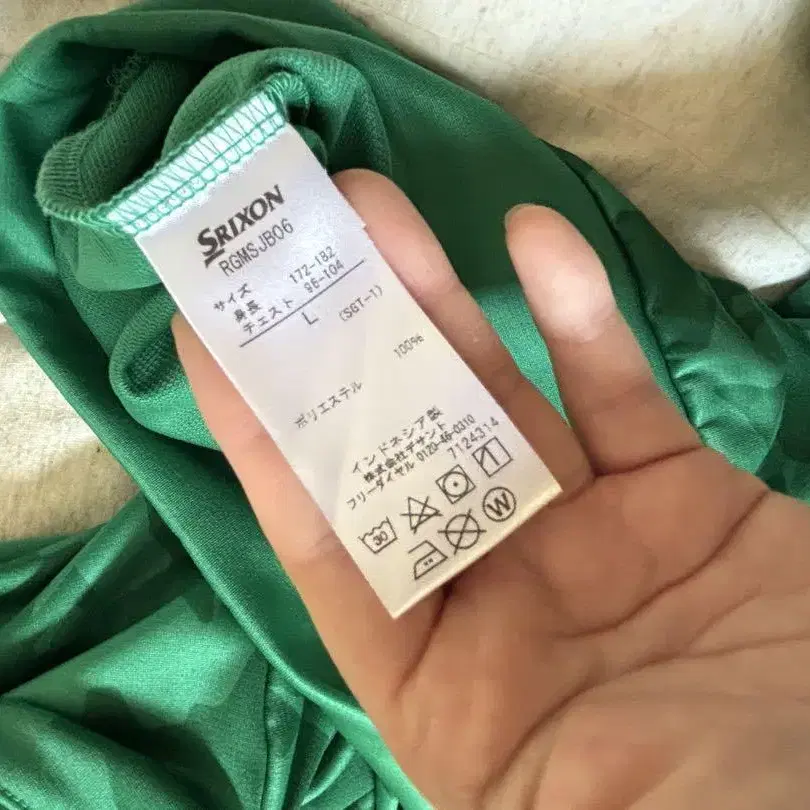 SRIXON
RGMSJB06
サイズ
身長 172-182
チェスト 96-104
L (SGT-1)
ポリエステル 100%
インドネシア製
株式会社デサント
フリーダイヤル 0120-46-0310
7124314
30
W